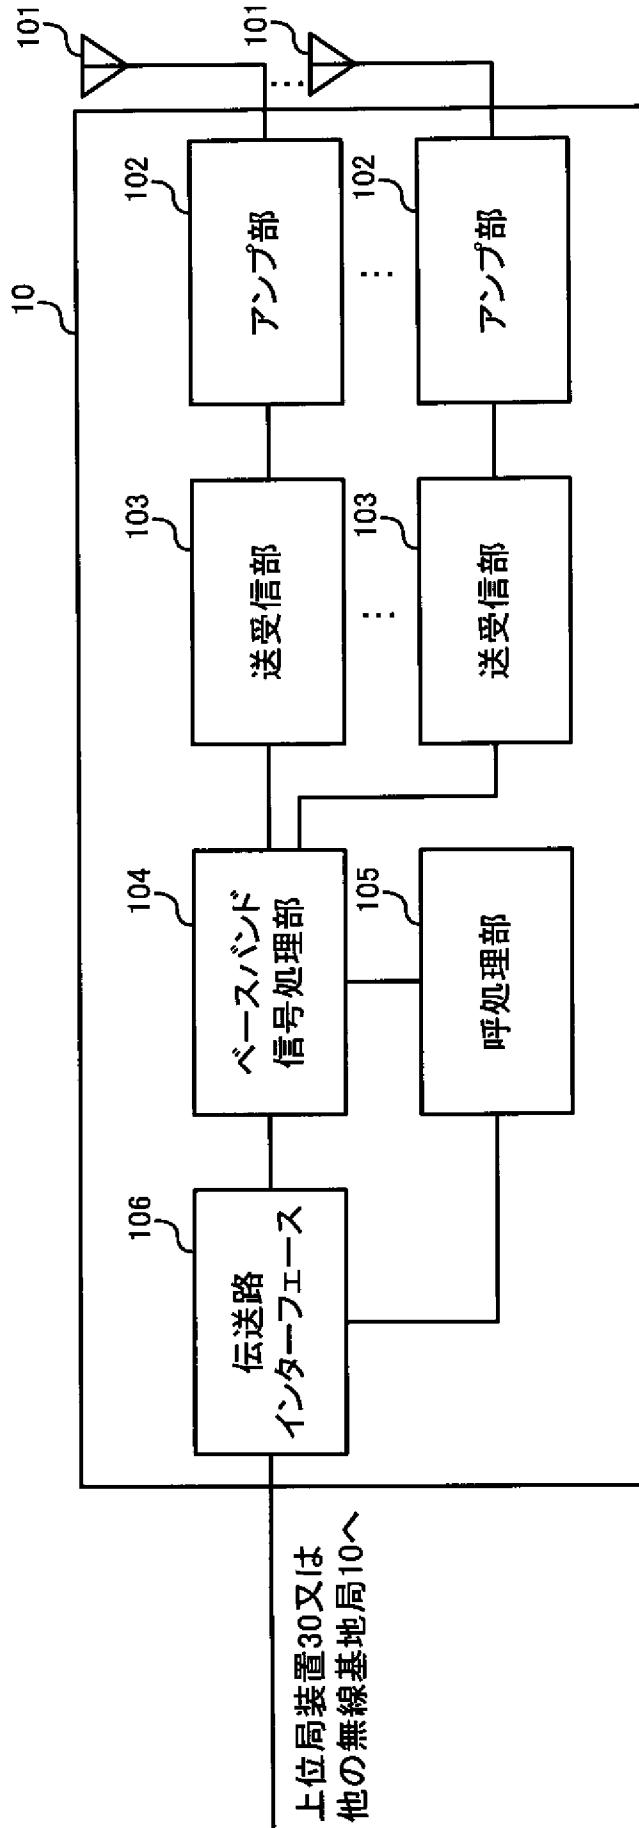 10
101
101
102
アンプ部
102
アンプ部
103
送受信部
103
送受信部
104
ベースバンド
信号処理部
105
呼処理部
106
伝送路
インターフェース
上位局装置30又は
他の無線基地局10へ